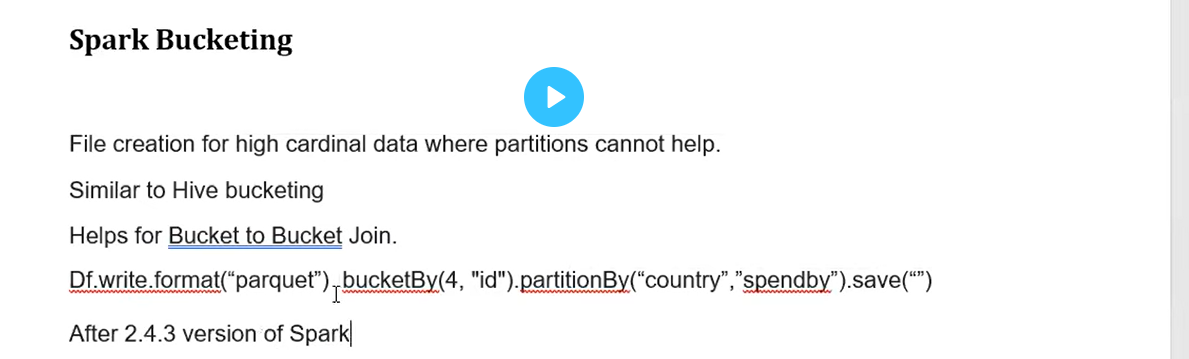 Spark Bucketing
File creation for high cardinal data where partitions cannot help.
Similar to Hive bucketing
Helps for Bucket to Bucket Join.
Df.write.format(“parquet”) .bucketBy(4, "id").partitionBy(“country”,”spendby”).save(“”)
After 2.4.3 version of Spark